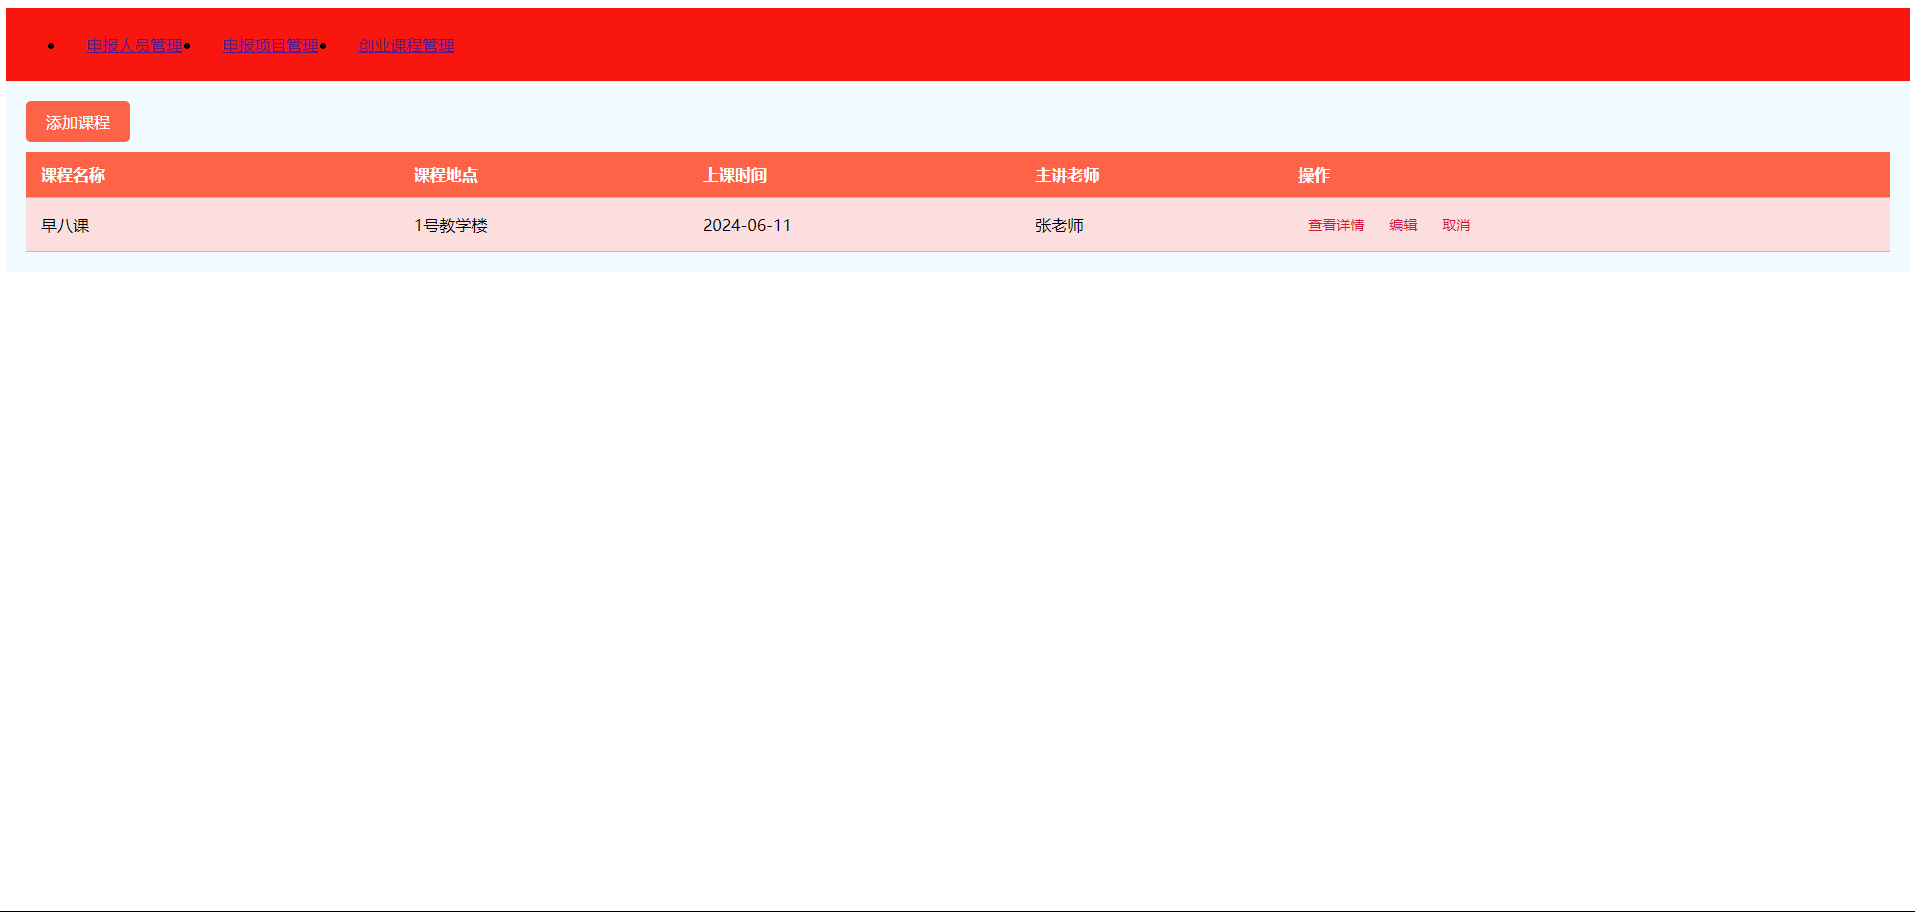 申报人员管理 申报项目管理 创业课程管理
添加课程
课程名称 课程地点 上课时间 主讲老师 操作
早八课 1号教学楼 2024-06-11 张老师 查看详情 编辑 取消